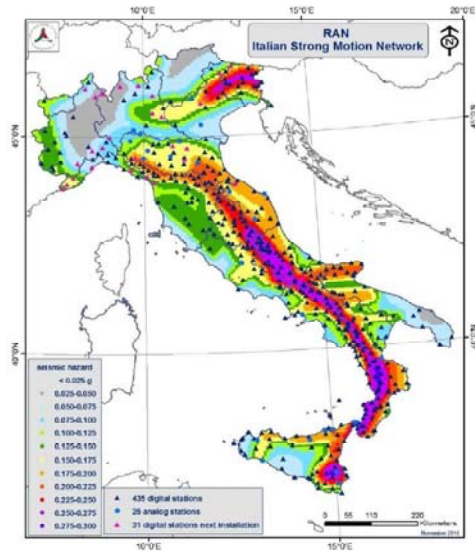 10°0'E
15°0'E
20°0'E
RAN
Italian Strong Motion Network
N
45°0'N
40°0'N
seismic hazard
< 0.025 g
0.025-0.050
0.050-0.075
0.075-0.100
0.100-0.125
0.125-0.150
0.150-0.175
0.175-0.200
0.200-0.225
0.225-0.250
0.250-0.275
0.275-0.300
435 digital stations
26 analog stations
31 digital stations next installation
0 55 110 220
Kilometers
10°0'E
15°0'E